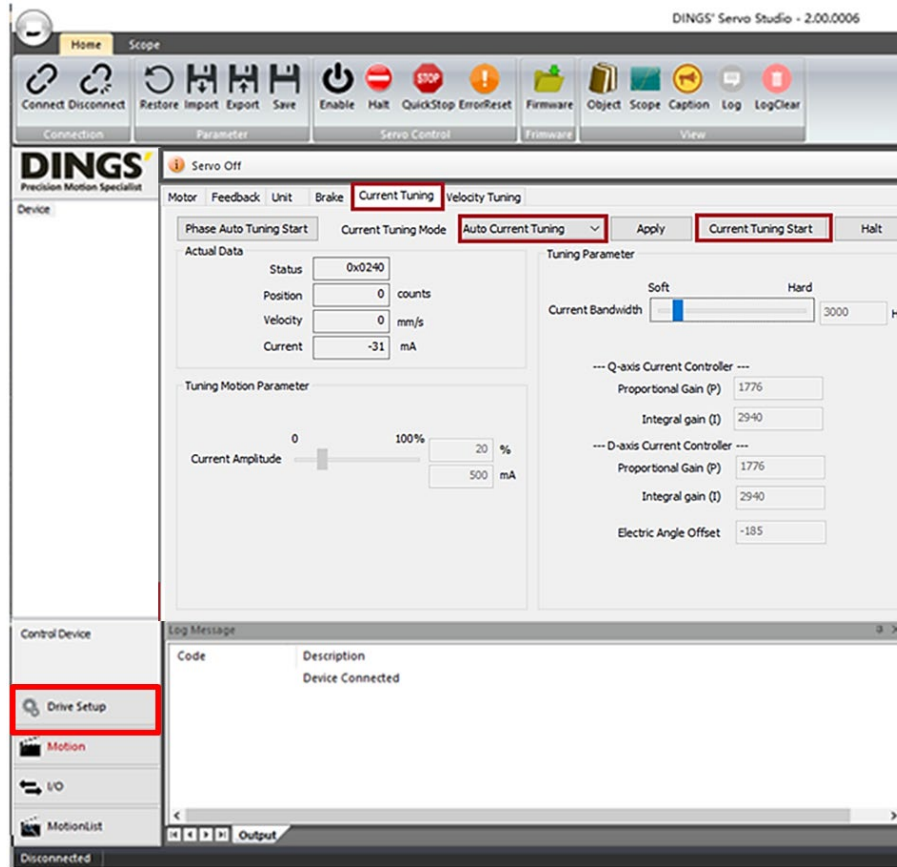 DINGS' Servo Studio - 2.00.0006
Home Scope
Connect Disconnect Restore Import Export Save Enable Halt STOP QuickStop ErrorReset Firmware Object Scope Caption Log LogClear
Connection Parameter Servo Control Frimware View
DINGS'
Precision Motion Specialist
Servo Off
Device
Motor Feedback Unit Brake Current Tuning Velocity Tuning
Phase Auto Tuning Start Current Tuning Mode Auto Current Tuning Apply Current Tuning Start Halt
Actual Data
Status 0x0240
Position 0 counts
Velocity 0 mm/s
Current -31 mA
Tuning Motion Parameter
0 100%
Current Amplitude 20 %
500 mA
Tuning Parameter
Soft Hard
Current Bandwidth 3000 H
--- Q-axis Current Controller ---
Proportional Gain (P) 1776
Integral gain (I) 2940
--- D-axis Current Controller ---
Proportional Gain (P) 1776
Integral gain (I) 2940
Electric Angle Offset -185
Control Device
Drive Setup
Motion
I/O
MotionList
Log Message
Code Description
Device Connected
Output
Disconnected